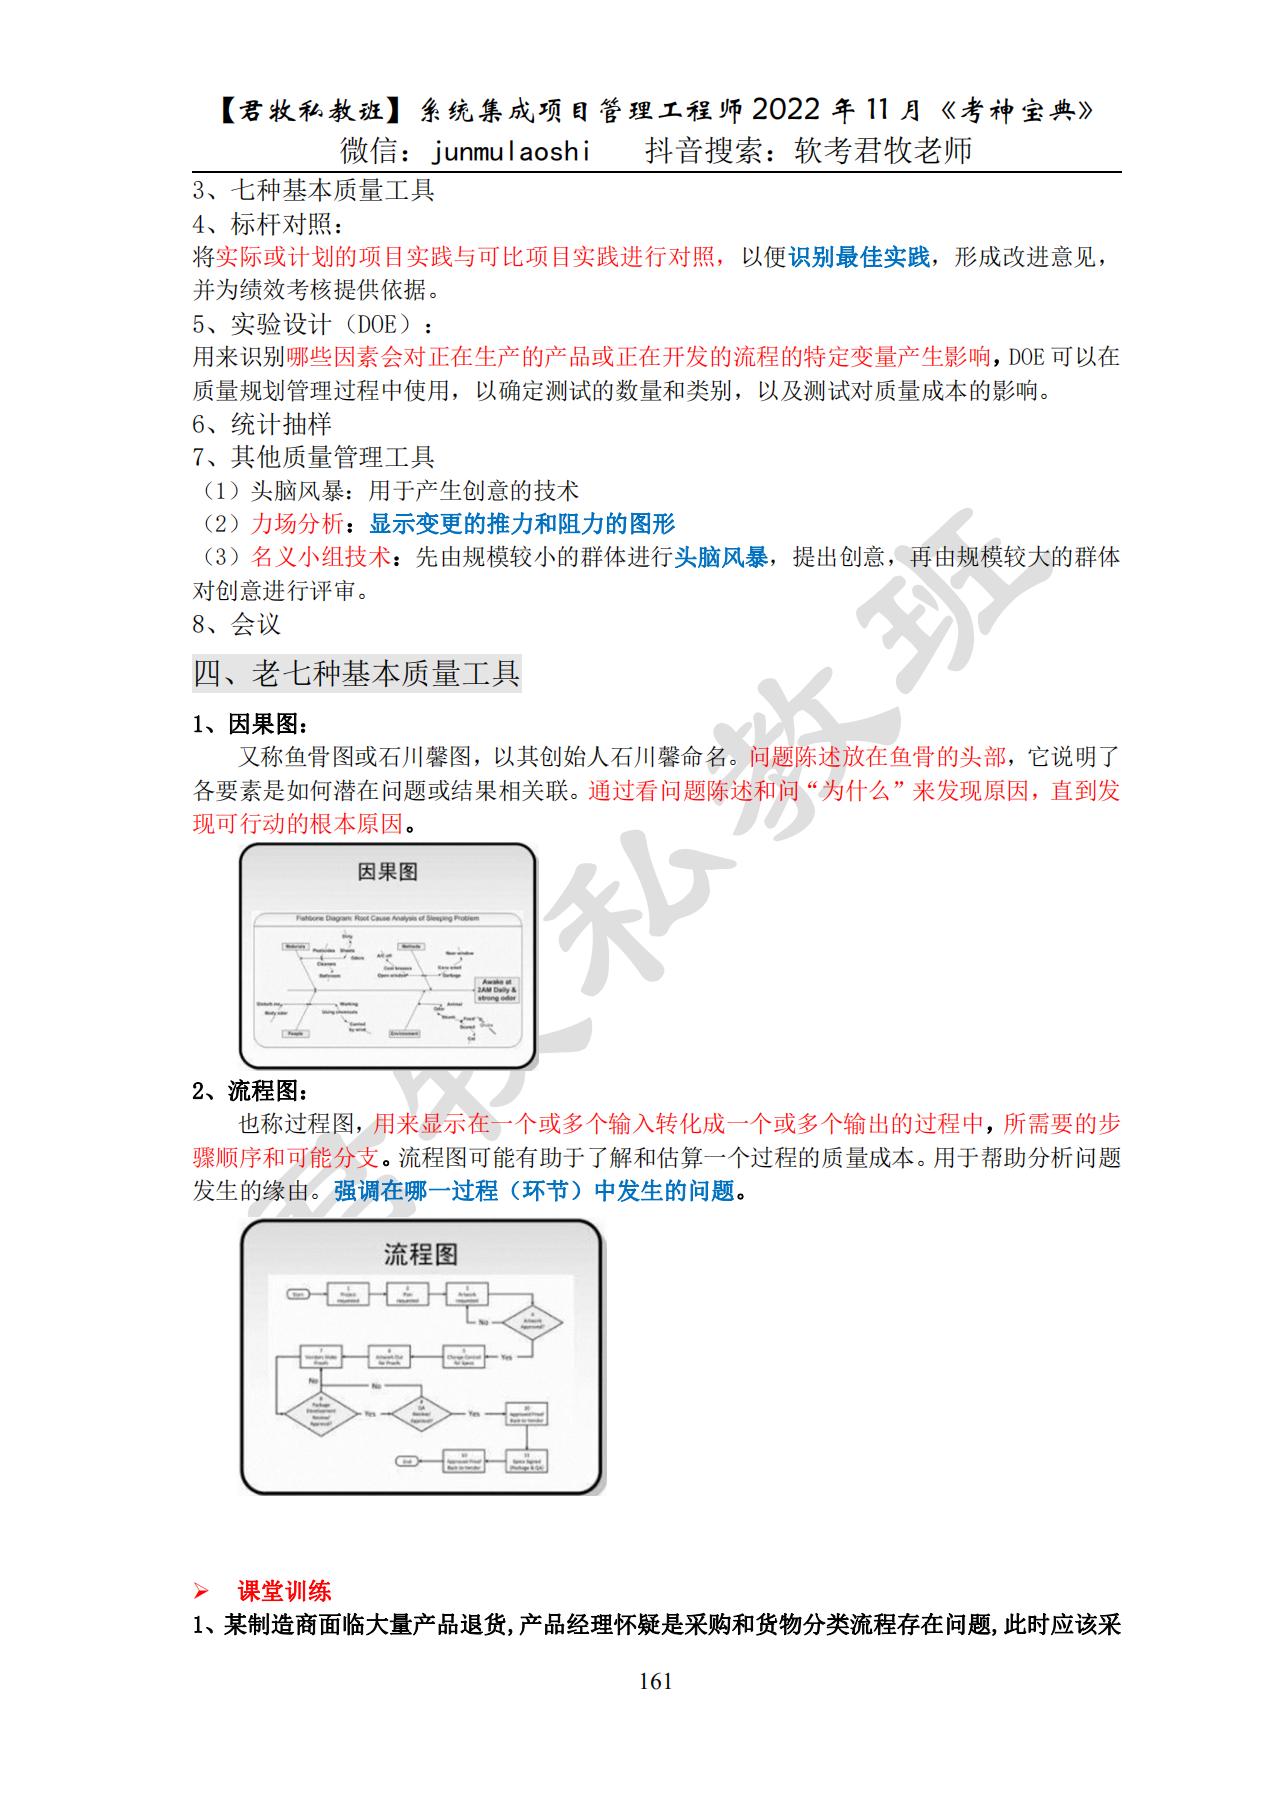 【君牧私教班】系统集成项目管理工程师 2022 年 11 月《考神宝典》
微信：junmulaoshi 抖音搜索：软考君牧老师
3、七种基本质量工具
4、标杆对照：
将实际或计划的项目实践与可比项目实践进行对照，以便识别最佳实践，形成改进意见，
并为绩效考核提供依据。
5、实验设计（DOE）：
用来识别哪些因素会对正在生产的产品或正在开发的流程的特定变量产生影响，DOE 可以在
质量规划管理过程中使用，以确定测试的数量和类别，以及测试对质量成本的影响。
6、统计抽样
7、其他质量管理工具
（1）头脑风暴：用于产生创意的技术
（2）力场分析：显示变更的推力和阻力的图形
（3）名义小组技术：先由规模较小的群体进行头脑风暴，提出创意，再由规模较大的群体
对创意进行评审。
8、会议
四、老七种基本质量工具
1、因果图：
又称鱼骨图或石川馨图，以其创始人石川馨命名。问题陈述放在鱼骨的头部，它说明了
各要素是如何潜在问题或结果相关联。通过看问题陈述和问“为什么”来发现原因，直到发
现可行动的根本原因。
因果图
Fishbone Diagram: Root Cause Analysis of Sleeping Problem
Materials
Methods
Awake at
2AM Daily &
strong odor
People
Environment
2、流程图：
也称过程图，用来显示在一个或多个输入转化成一个或多个输出的过程中，所需要的步
骤顺序和可能分支。流程图可能有助于了解和估算一个过程的质量成本。用于帮助分析问题
发生的缘由。强调在哪一过程（环节）中发生的问题。
流程图
Start
No
Yes
No
No
Yes
Yes
End
➢ 课堂训练
1、某制造商面临大量产品退货,产品经理怀疑是采购和货物分类流程存在问题,此时应该采
161
君牧私教班